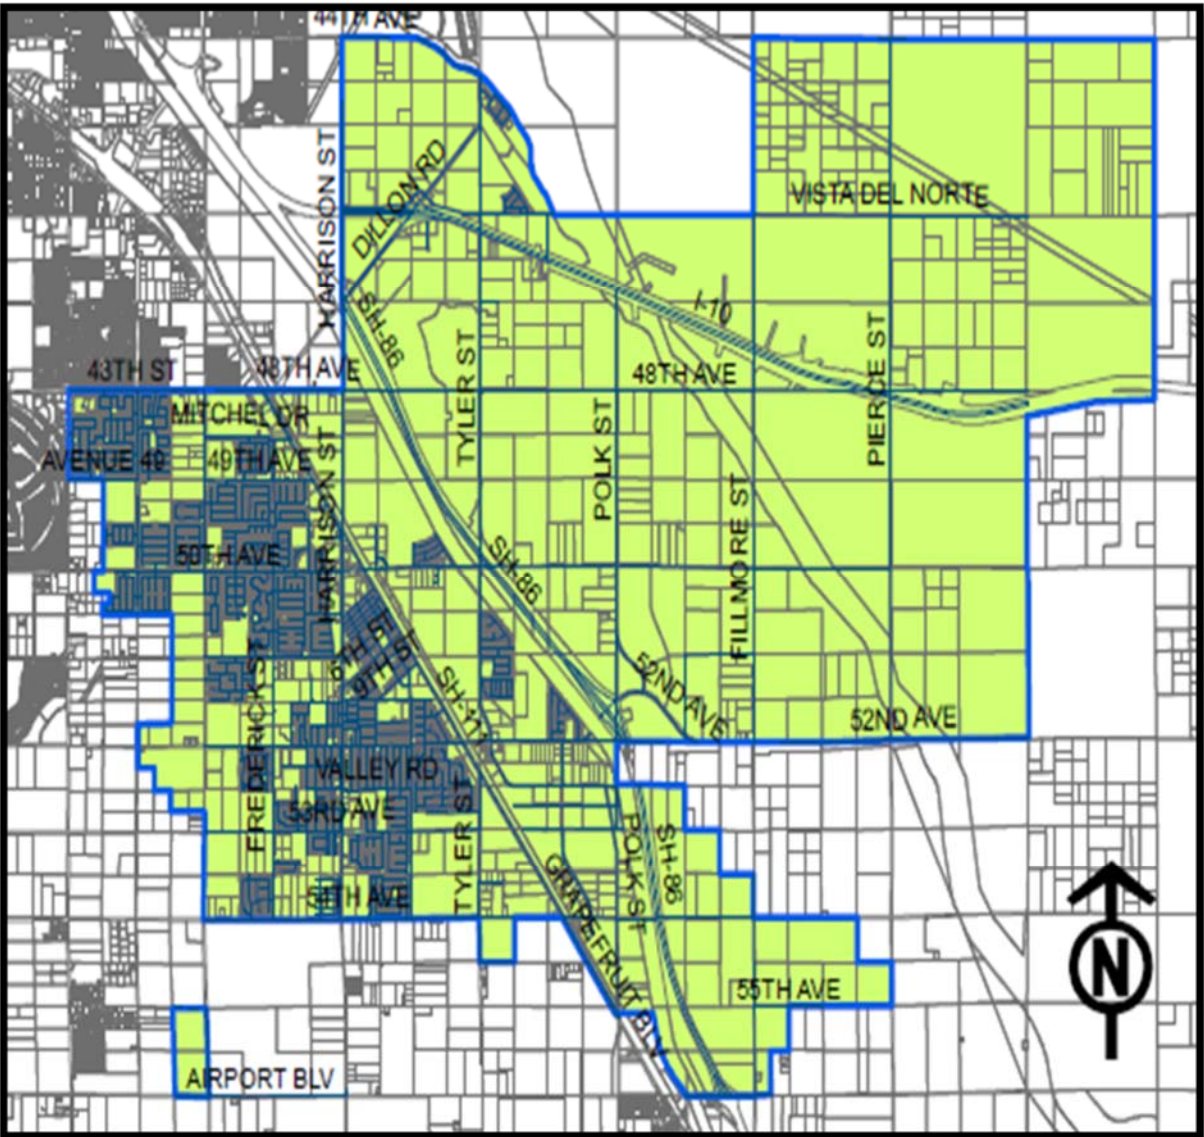 44TH AVE
HARRISON ST
DILLON RD
VISTA DEL NORTE
SH-86
I-10
TYLER ST
PIERCE ST
43TH ST
48TH AVE
48TH AVE
MITCHEL DR
AVENUE 49
49TH AVE
HARRISON ST
POLK ST
FILLMORE ST
50TH AVE
SH-86
6TH ST
9TH ST
FREDERICK ST
SH-111
52ND AVE
52ND AVE
VALLEY RD
53RD AVE
TYLER ST
POLK ST
SH-86
54TH AVE
GRAPEFRUIT BLV
55TH AVE
N
AIRPORT BLV